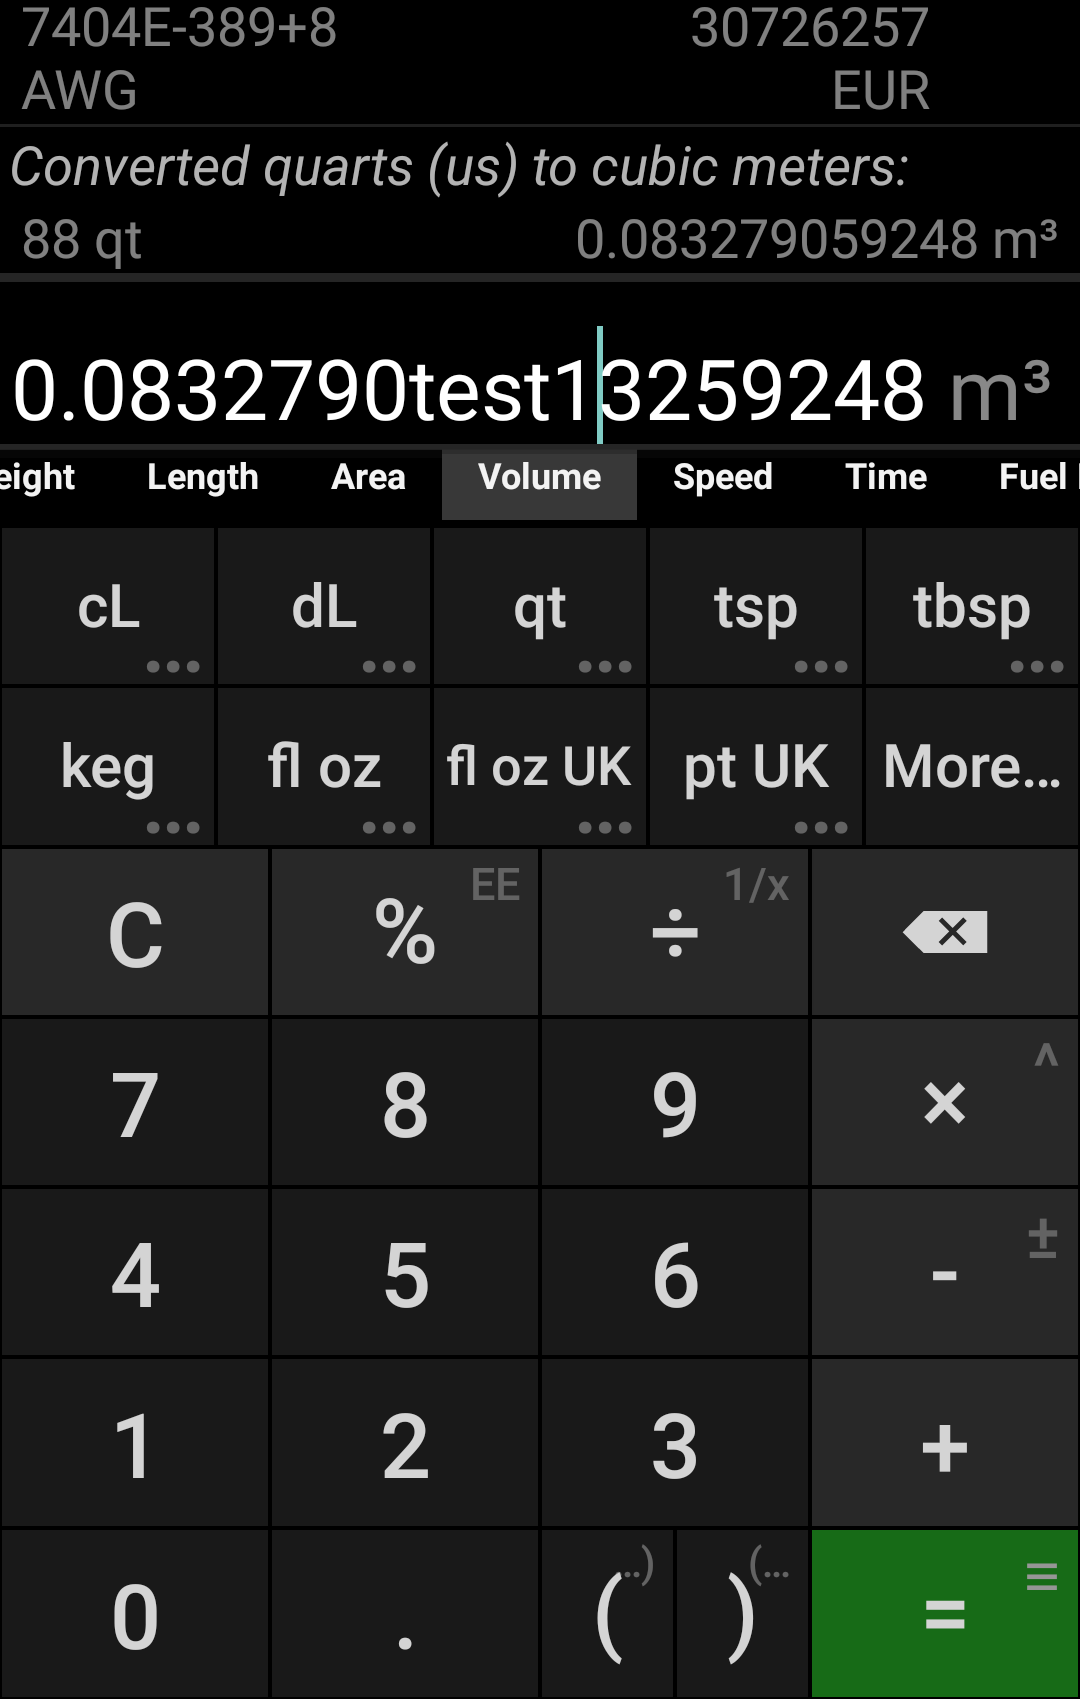 7404E-389+8 30726257
AWG EUR
Converted quarts (us) to cubic meters:
88 qt 0.083279059248 m³
0.0832790test13259248 m³
eight Length Area Volume Speed Time Fuel
cL dL qt tsp tbsp
keg fl oz fl oz UK pt UK More...
C % EE ÷ 1/x
7 8 9 × ^
4 5 6 - ±
1 2 3 +
0 . ( ..) ) (... = ≡